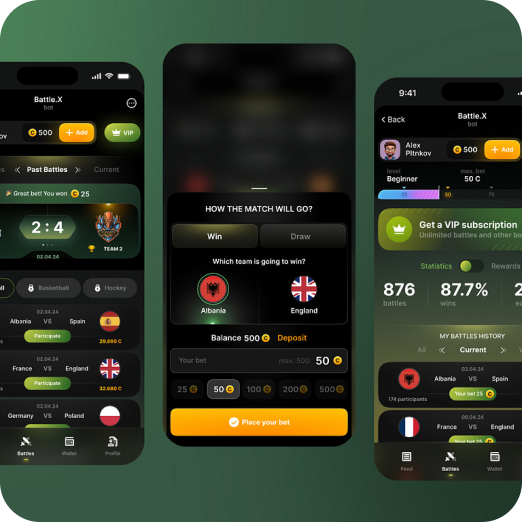 Battle.X
bot
500
+ Add
VIP
Past Battles
Current
Great bet! You won 25
2:4
TEAM 2
02.04.24
Basketball
Hockey
02.04.24
Albania VS Spain
Participate
29.600
02.04.24
France VS England
Participate
32.680
02.04.24
Germany VS Poland
Battles
Wallet
Profile
HOW THE MATCH WILL GO?
Win
Draw
Which team is going to win?
Albania
England
Balance 500 Deposit
Your bet
max. 500
50
25
50
100
200
500
Place your bet
9:41
Back
Battle.X
bot
Alex
Pltnkov
500
+ Add
level
Beginner
max. bet
50 C
50
75
Get a VIP subscription
Unlimited battles and other bo
Statistics
Rewards
876
battles
87.7%
wins
2
MY BATTLES HISTORY
All
Current
02.04.24
Albania VS Spain
174 participants
Your bet 25
06.04.24
France VS England
Your bet 25
Feed
Battles
Wallet